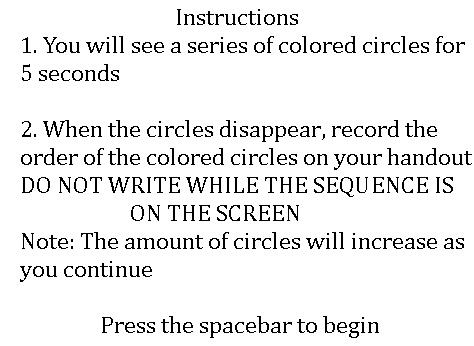 Instructions
1. You will see a series of colored circles for
5 seconds
2. When the circles disappear, record the
order of the colored circles on your handout
DO NOT WRITE WHILE THE SEQUENCE IS
ON THE SCREEN
Note: The amount of circles will increase as
you continue
Press the spacebar to begin